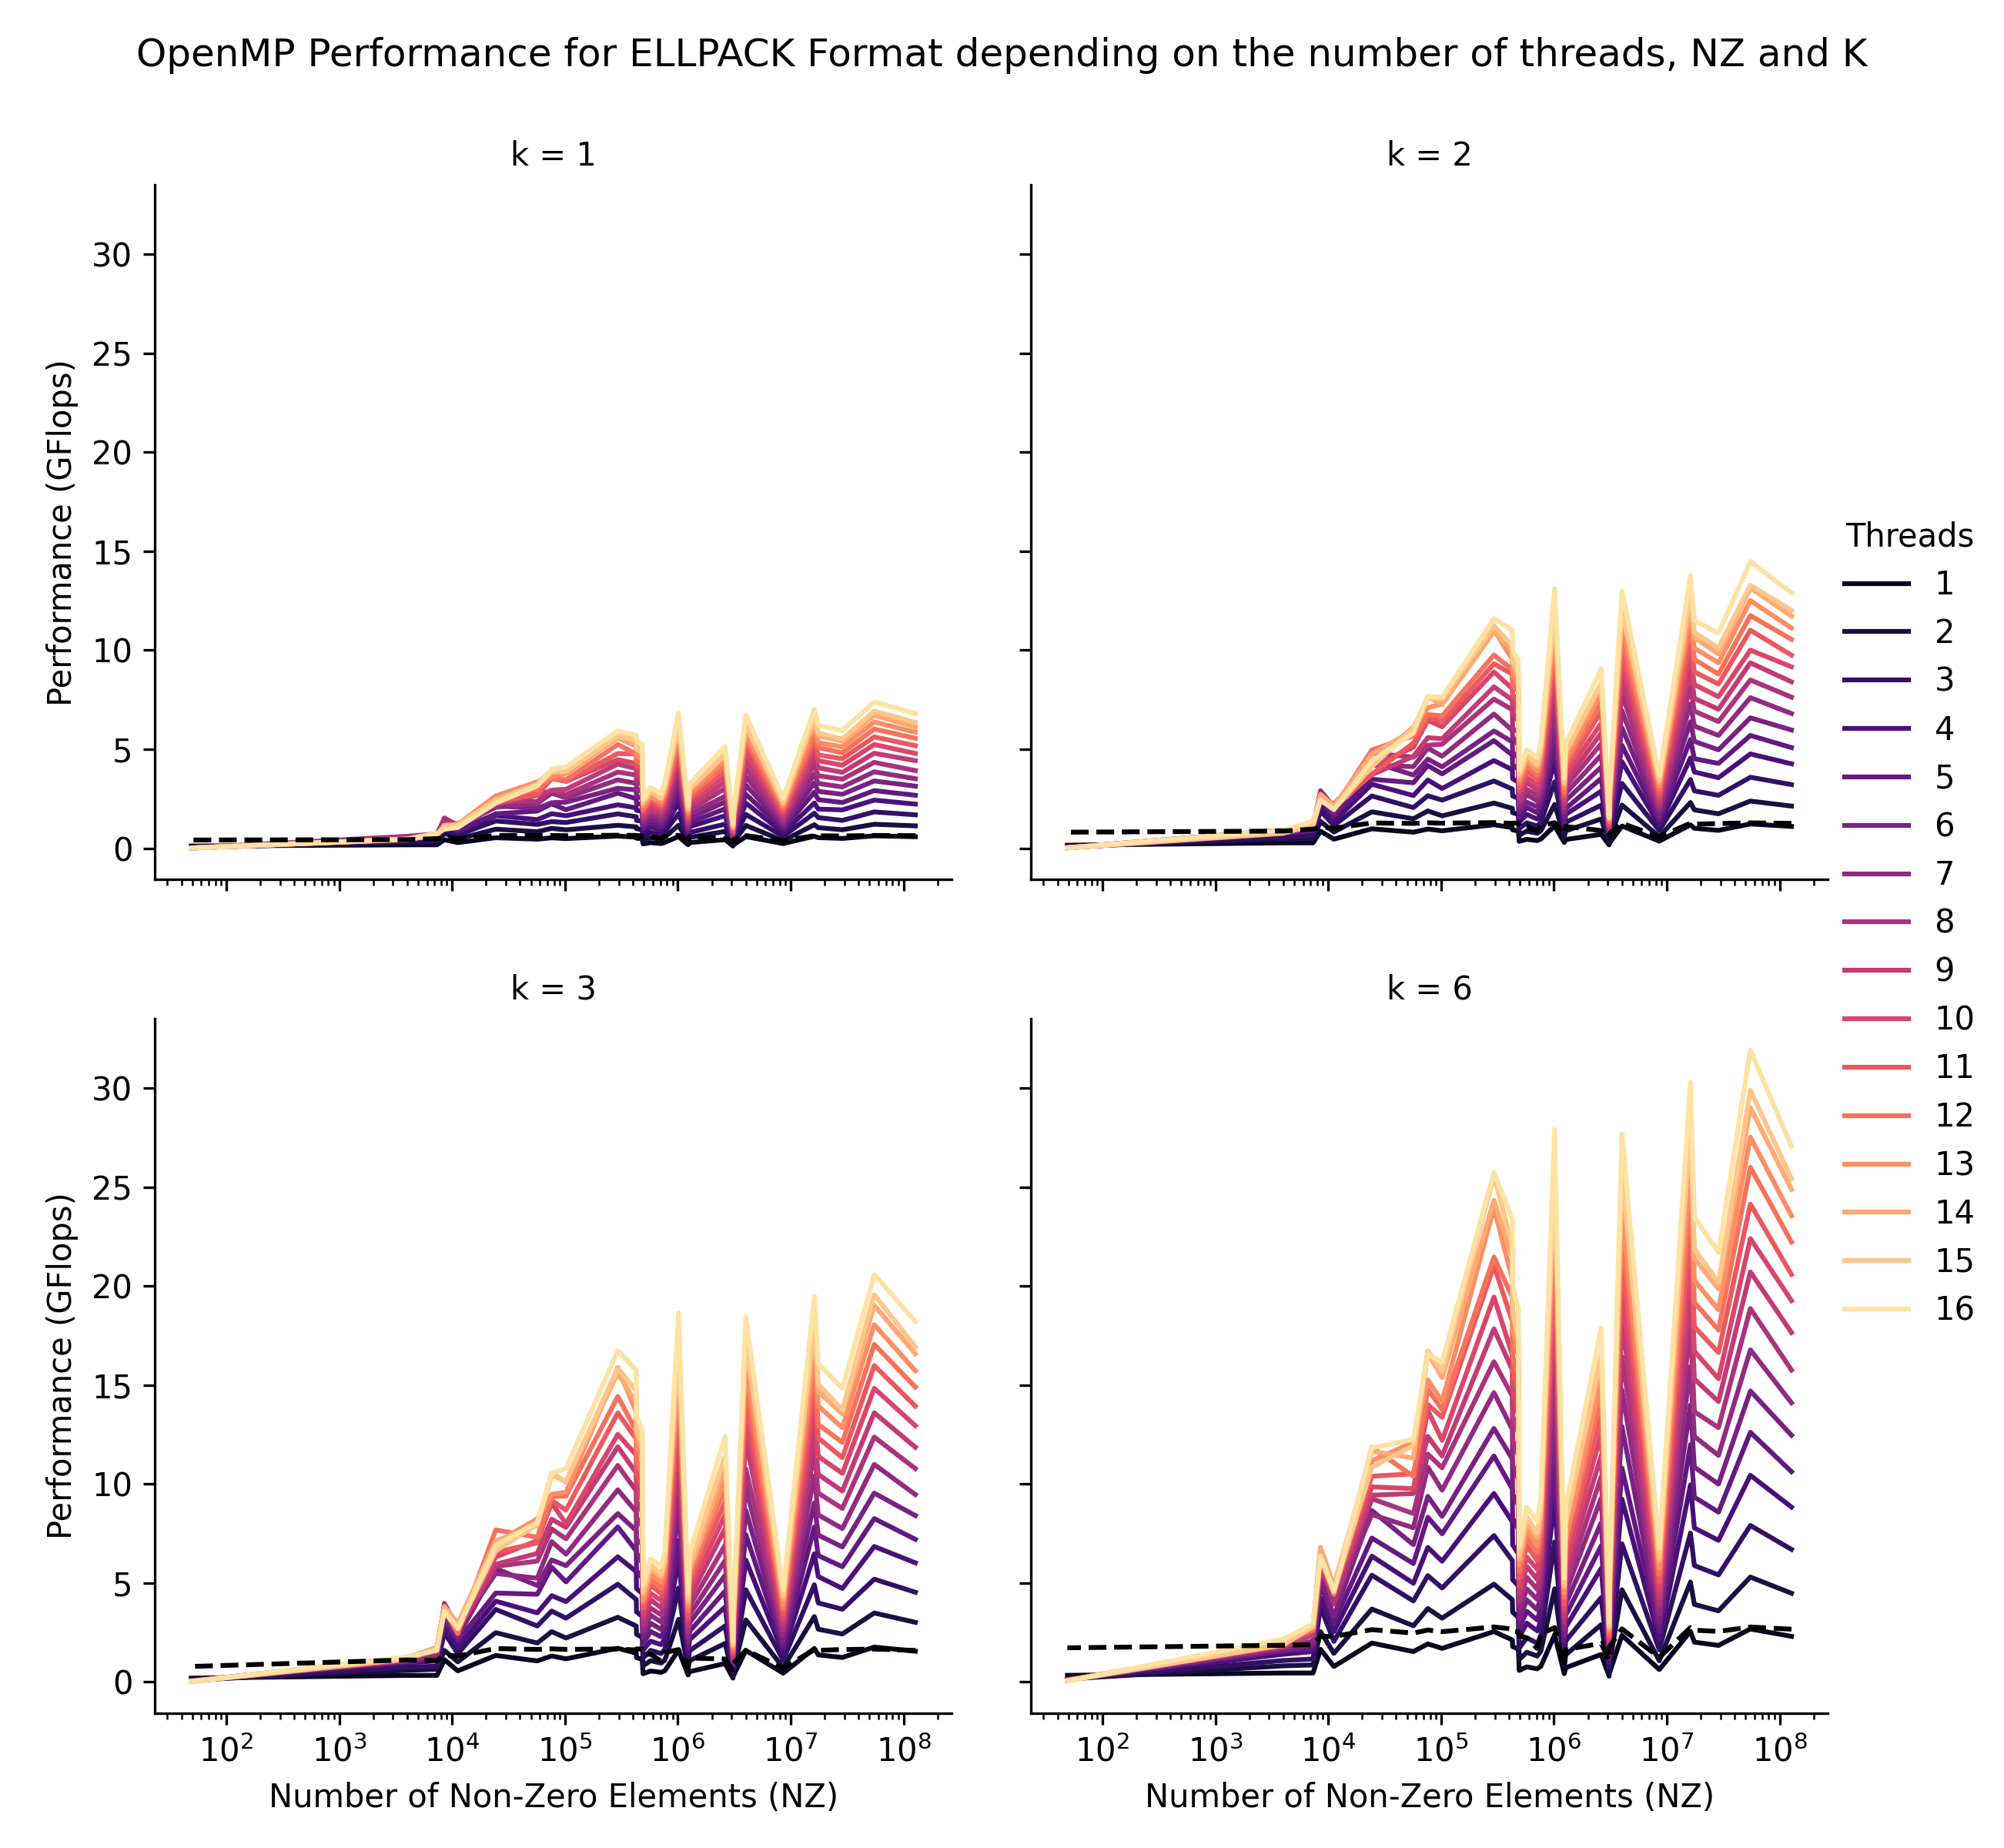 OpenMP Performance for ELLPACK Format depending on the number of threads, NZ and K
k = 1
k = 2
30
25
20
15
10
5
0
Performance (GFlops)
k = 3
k = 6
30
25
20
15
10
5
0
Performance (GFlops)
10² 10³ 10⁴ 10⁵ 10⁶ 10⁷ 10⁸
10² 10³ 10⁴ 10⁵ 10⁶ 10⁷ 10⁸
Number of Non-Zero Elements (NZ)
Number of Non-Zero Elements (NZ)
Threads
1
2
3
4
5
6
7
8
9
10
11
12
13
14
15
16